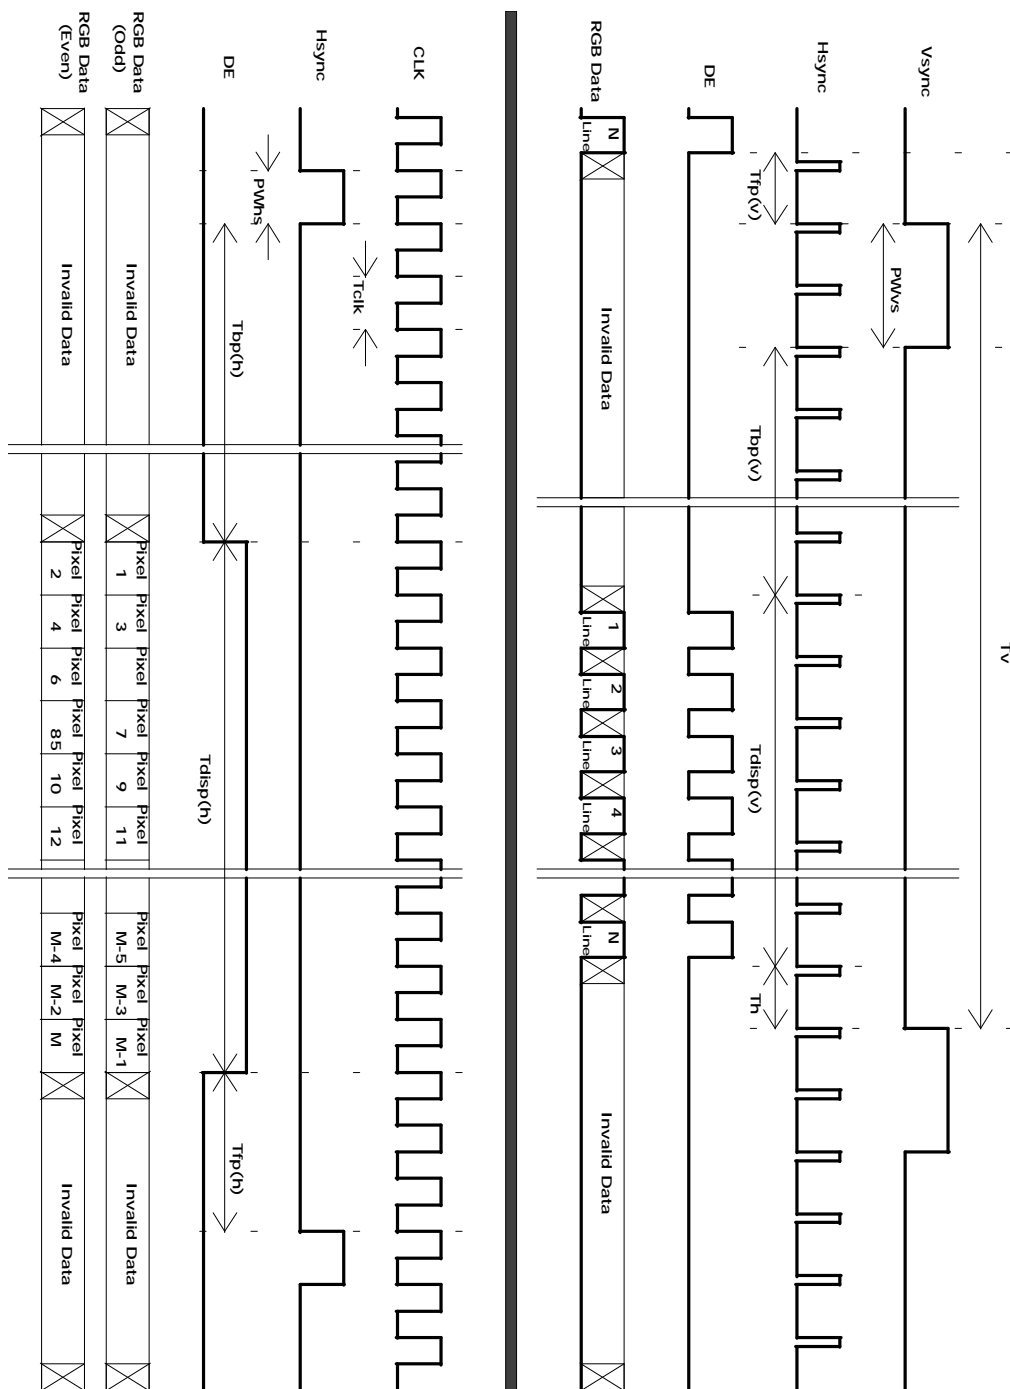 Tv
Vsync
PWvs
Hsync
Tfp(v)
Tbp(v)
Tdisp(v)
Th
DE
RGB Data
N
Line
Invalid Data
1
Line
2
Line
3
Line
4
Line
N
Line
Invalid Data
CLK
Tclk
Hsync
PWhs
DE
Tbp(h)
Tdisp(h)
Tfp(h)
RGB Data
(Odd)
Invalid Data
Pixel
1
Pixel
3
Pixel
7
Pixel
9
Pixel
11
Pixel
M-5
Pixel
M-3
Pixel
M-1
Invalid Data
RGB Data
(Even)
Invalid Data
Pixel
2
Pixel
4
Pixel
6
Pixel
85
Pixel
10
Pixel
12
Pixel
M-4
Pixel
M-2
Pixel
M
Invalid Data